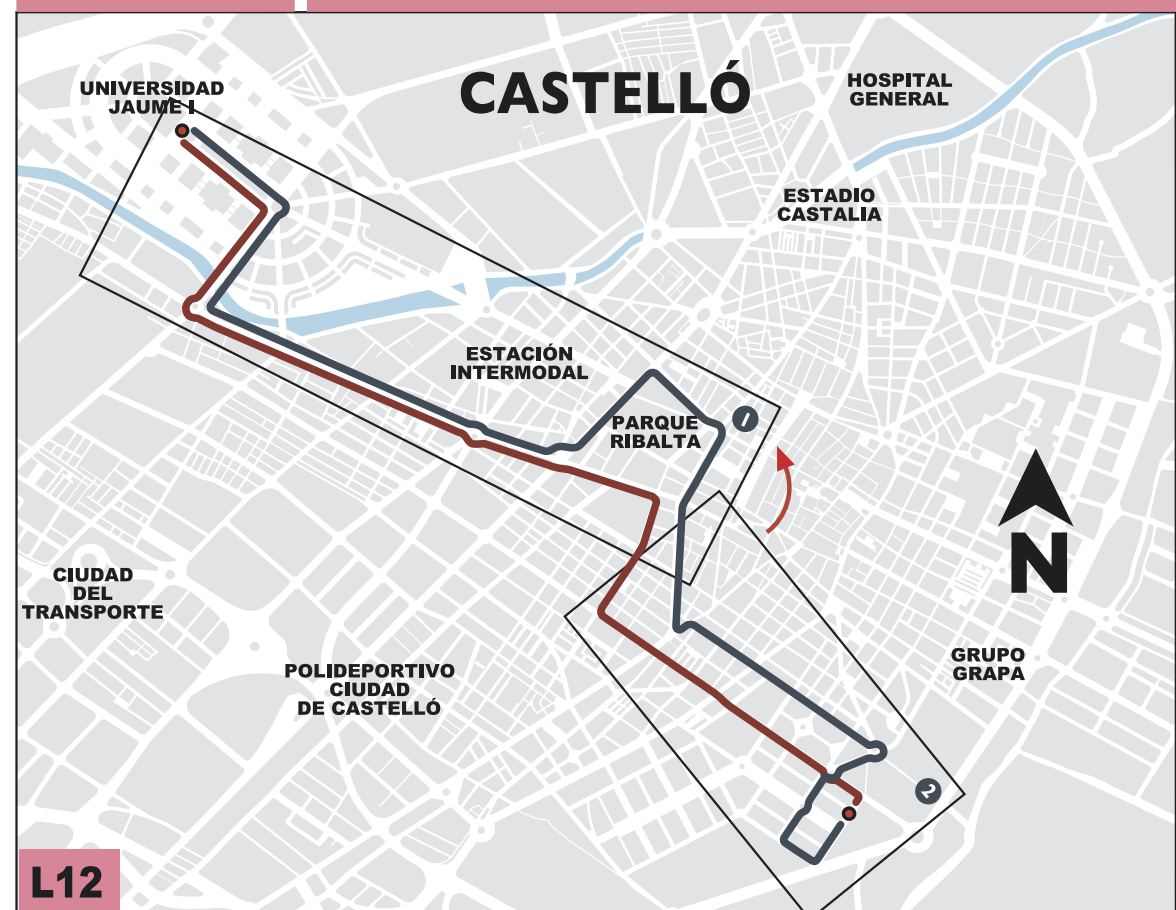 CASTELLÓ
UNIVERSIDAD
JAUME I
HOSPITAL
GENERAL
ESTADIO
CASTALIA
ESTACIÓN
INTERMODAL
PARQUE
RIBALTA
1
N
CIUDAD
DEL
TRANSPORTE
POLIDEPORTIVO
CIUDAD
DE CASTELLÓ
GRUPO
GRAPA
2
L12